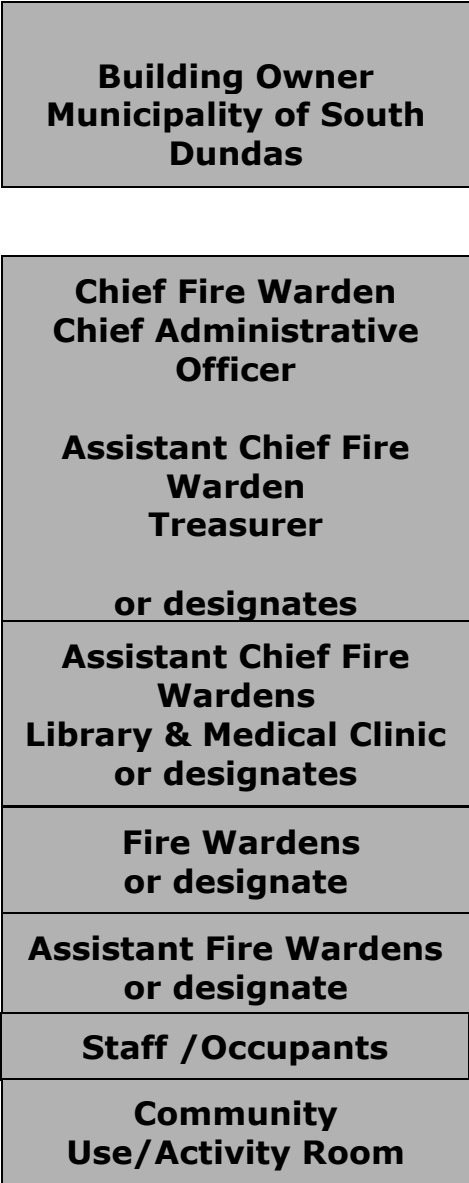 Building Owner
Municipality of South
Dundas
Chief Fire Warden
Chief Administrative
Officer
Assistant Chief Fire
Warden
Treasurer
or designates
Assistant Chief Fire
Wardens
Library & Medical Clinic
or designates
Fire Wardens
or designate
Assistant Fire Wardens
or designate
Staff /Occupants
Community
Use/Activity Room